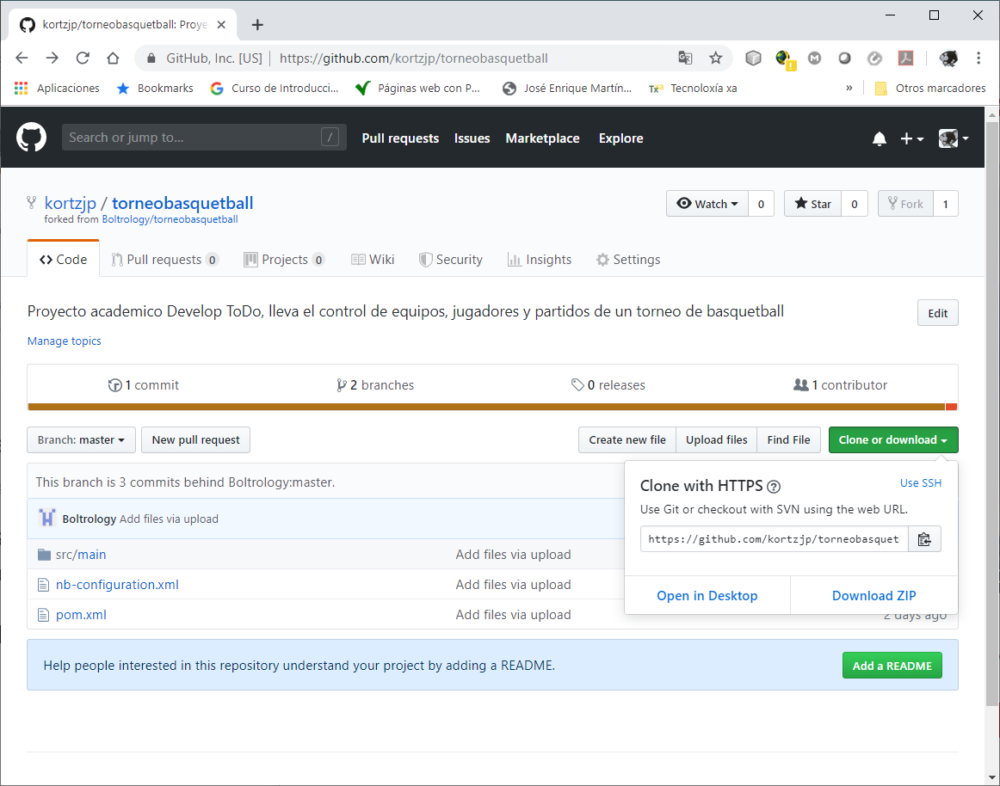 kortzjp/torneobasquetball: Proye
GitHub, Inc. [US] | https://github.com/kortzjp/torneobasquetball
Aplicaciones Bookmarks Curso de Introducci... Páginas web con P... José Enrique Martín... Tx Tecnoloxía xa » Otros marcadores
Search or jump to... / Pull requests Issues Marketplace Explore
kortzjp / torneobasquetball Watch 0 Star 0 Fork 1
forked from Boltrology/torneobasquetball
Code Pull requests 0 Projects 0 Wiki Security Insights Settings
Proyecto academico Develop ToDo, lleva el control de equipos, jugadores y partidos de un torneo de basquetball Edit
Manage topics
1 commit 2 branches 0 releases 1 contributor
Branch: master New pull request Create new file Upload files Find File Clone or download
This branch is 3 commits behind Boltrology:master.
Clone with HTTPS ? Use SSH
Use Git or checkout with SVN using the web URL.
https://github.com/kortzjp/torneobasquet
Open in Desktop Download ZIP
Boltrology Add files via upload
src/main Add files via upload
nb-configuration.xml Add files via upload
pom.xml Add files via upload 2 days ago
Help people interested in this repository understand your project by adding a README. Add a README